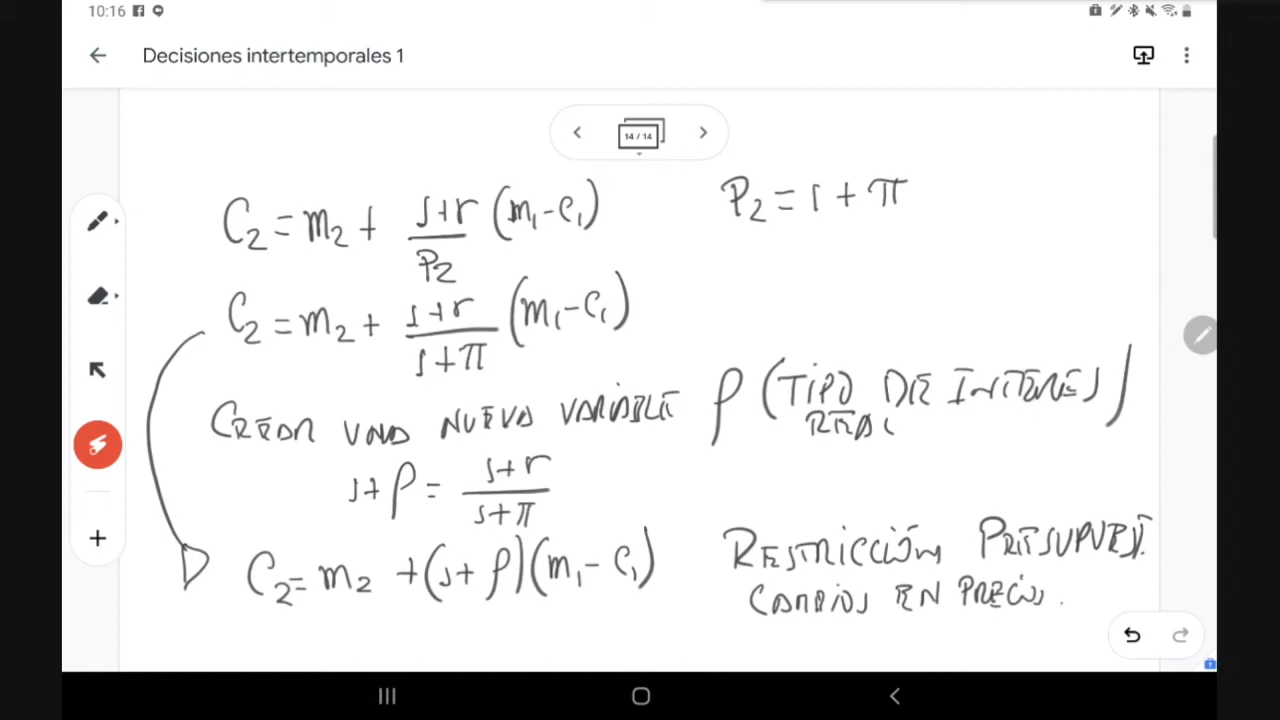 10:16
Decisiones intertemporales 1
14 / 14
C₂ = m₂ + (1+r)/P₂ (m₁ - C₁)
P₂ = 1 + π
C₂ = m₂ + (1+r)/(1+π) (m₁ - C₁)
CREAR UNA NUEVA VARIABLE ρ (TIPO DE INTERES REAL)
1+ρ = (1+r)/(1+π)
C₂ = m₂ + (1+ρ)(m₁ - C₁)
RESTRICCIÓN PRESUPUEST.
CAMBIOS EN PRECIOS.